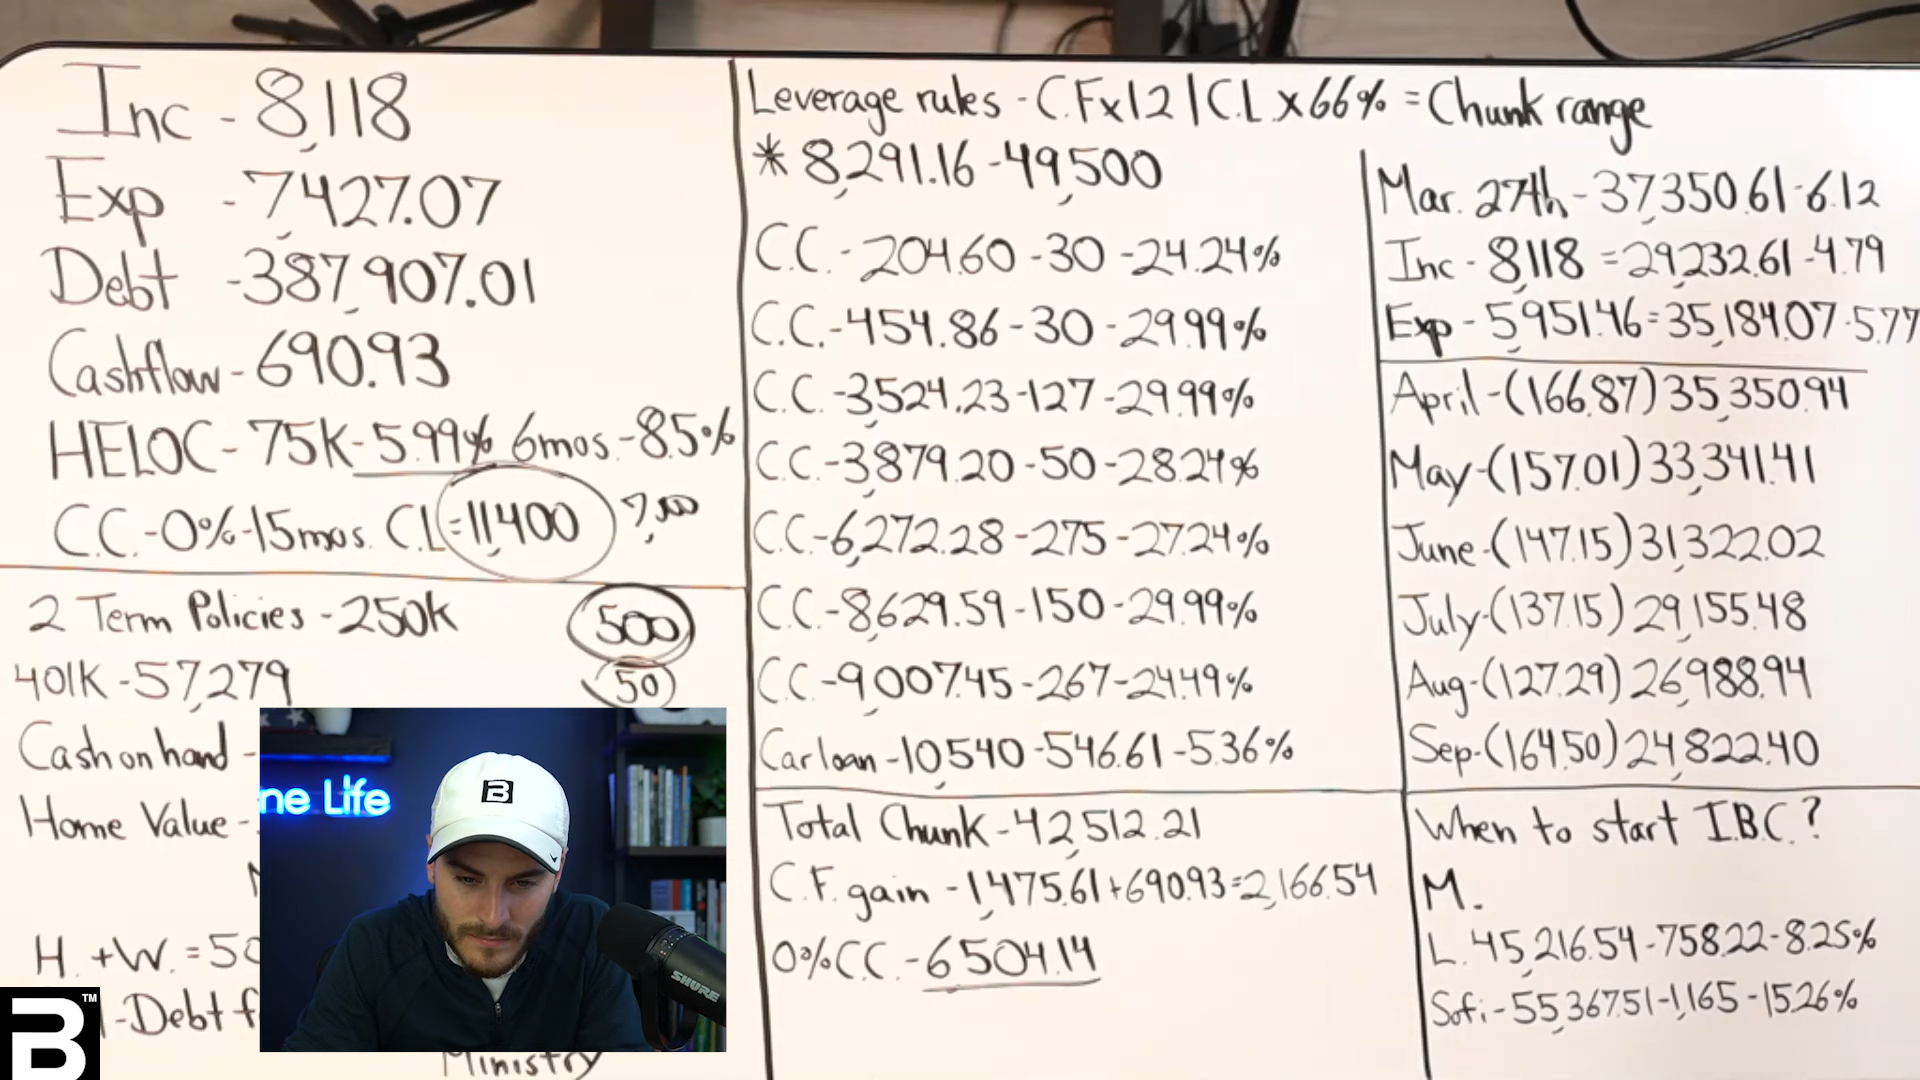 Inc - 8,118
Exp - 7,427.07
Debt - 387,907.01
Cashflow - 690.93
HELOC - 75K - 5.99% 6mos. - 8.5%
C.C. - 0% - 15mos. CL = 11,400 7,000
2 Term Policies - 250K 500
401K - 57,279 50
Cash on hand -
Home Value -
H. + W. = 50
- Debt f
Ministry
Leverage rules - C.F x 12 | C.L x 66% = Chunk range
* 8,291.16 - 49,500
C.C. - 204.60 - 30 - 24.24%
C.C. - 454.86 - 30 - 29.99%
C.C. - 3,524.23 - 127 - 29.99%
C.C. - 3,879.20 - 50 - 28.24%
C.C. - 6,272.28 - 275 - 27.24%
C.C. - 8,629.59 - 150 - 29.99%
C.C. - 9,007.45 - 267 - 24.49%
Car loan - 10,540 - 546.61 - 5.36%
Total Chunk - 42,512.21
C.F. gain - 1,475.61 + 690.93 = 2,166.54
0% C.C. - 6504.14
Mar. 27th - 37,350.61 - 6.12
Inc - 8,118 = 29,232.61 - 4.79
Exp - 5,951.46 = 35,184.07 - 5.77
April - (166.87) 35,350.94
May - (157.01) 33,341.41
June - (147.15) 31,322.02
July - (137.15) 29,155.48
Aug - (127.29) 26,988.94
Sep - (164.50) 24,822.40
When to start I.B.C?
M.
L. 45,216.54 - 758.22 - 8.25%
Sofi - 55,367.51 - 1,165 - 15.26%
ne Life
B
SHURE
B™